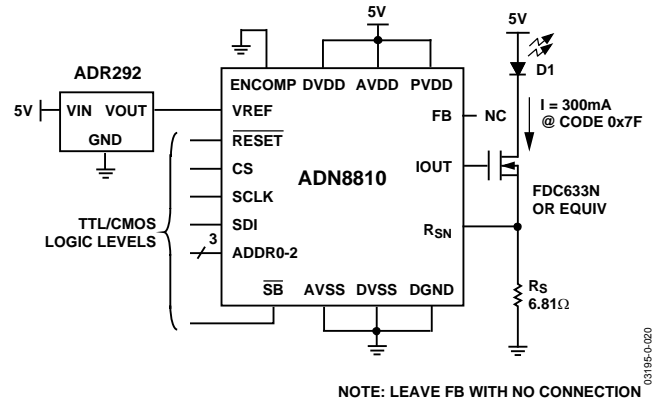 5V
5V
ADR292
ENCOMP DVDD AVDD PVDD
D1
5V
VIN VOUT
VREF
FB
NC
I = 300mA
@ CODE 0x7F
GND
RESET
CS
ADN8810
IOUT
SCLK
FDC633N
OR EQUIV
TTL/CMOS
LOGIC LEVELS
SDI
RSN
3
ADDR0-2
SB AVSS DVSS DGND
RS
6.81Ω
03195-0-020
NOTE: LEAVE FB WITH NO CONNECTION